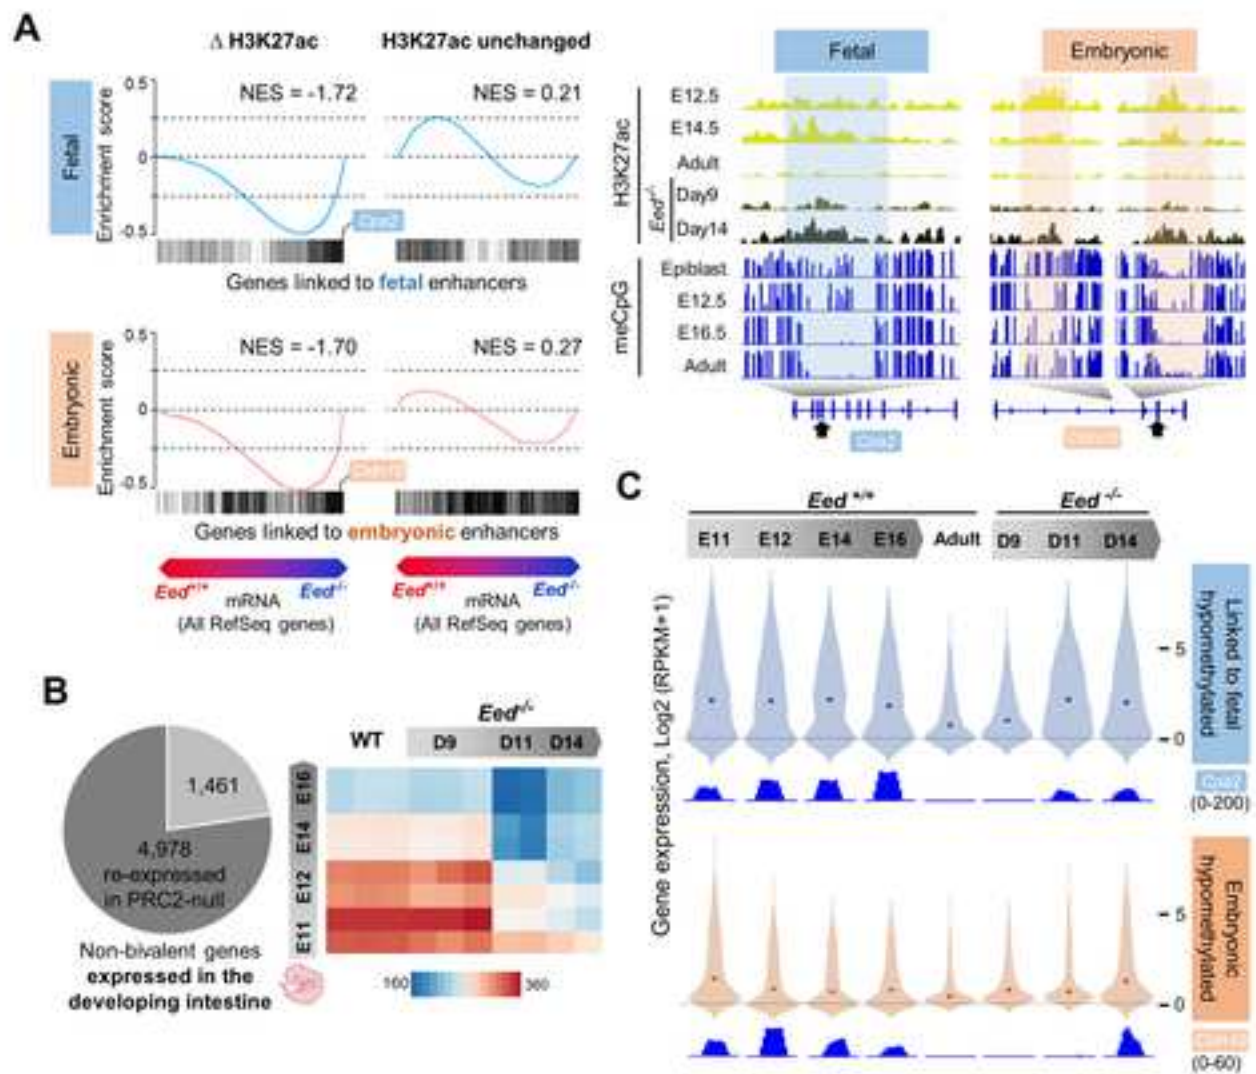 A
Δ H3K27ac
H3K27ac unchanged
Fetal
Enrichment score
0.5
0
-0.5
NES = -1.72
NES = 0.21
Genes linked to fetal enhancers
Embryonic
Enrichment score
0.5
0
-0.5
NES = -1.70
NES = 0.27
Genes linked to embryonic enhancers
Eed+/+
Eed-/-
mRNA
(All RefSeq genes)
Eed+/+
Eed-/-
mRNA
(All RefSeq genes)
Fetal
Embryonic
H3K27ac
E12.5
E14.5
Adult
Eed-/-
Day9
Day14
meCpG
Epiblast
E12.5
E16.5
Adult
B
1,461
4,978
re-expressed
in PRC2-null
Non-bivalent genes
expressed in the
developing intestine
Eed-/-
WT
D9
D11
D14
E16
E14
E12
E11
160
360
C
Eed +/+
Eed -/-
E11
E12
E14
E16
Adult
D9
D11
D14
Gene expression, Log2 (RPKM+1)
5
0
Linked to fetal
hypomethylated
(0-200)
5
0
Embryonic
hypomethylated
(0-60)